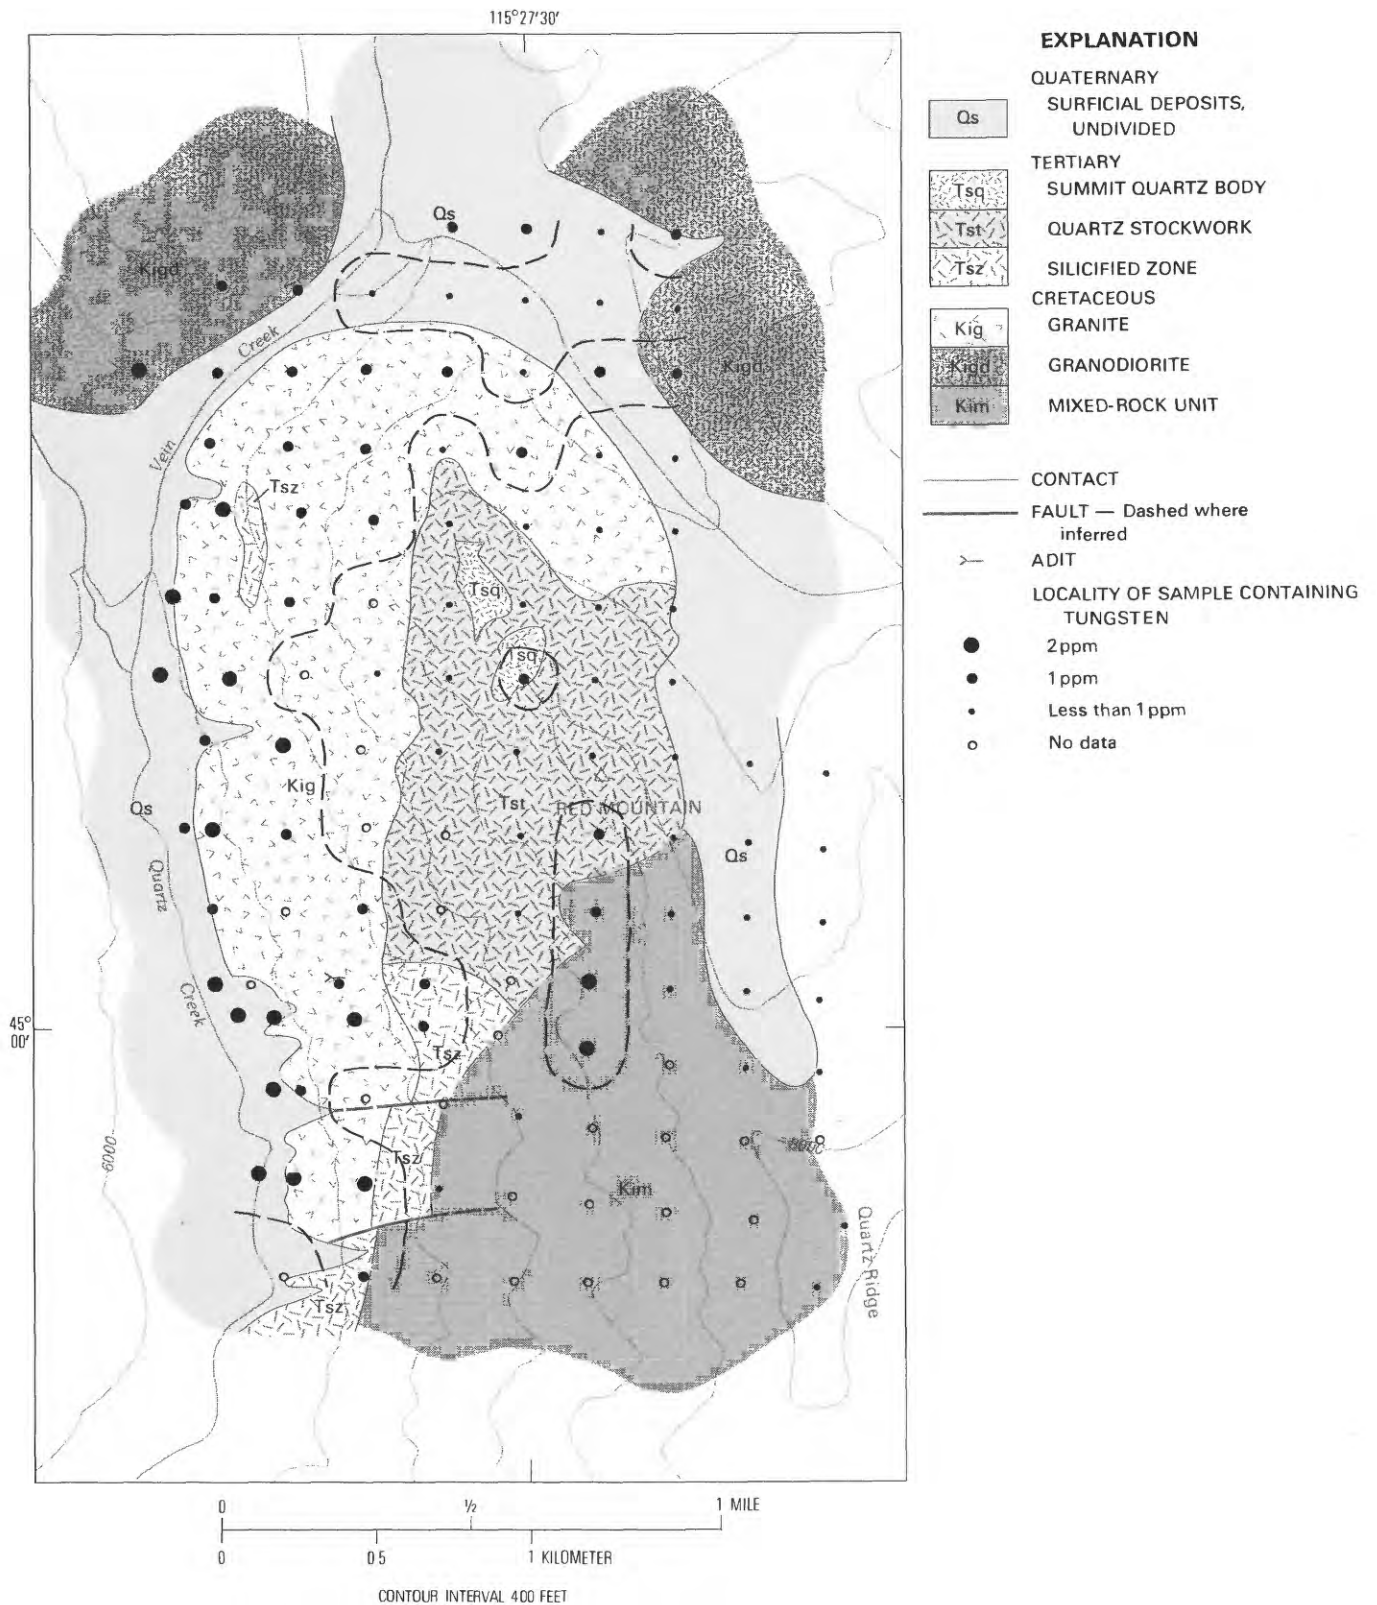 115°27'30"
EXPLANATION
QUATERNARY
Qs
SURFICIAL DEPOSITS,
UNDIVIDED
TERTIARY
Tsq
SUMMIT QUARTZ BODY
Tst
QUARTZ STOCKWORK
Tsz
SILICIFIED ZONE
CRETACEOUS
Kig
GRANITE
Kigd
GRANODIORITE
Kim
MIXED-ROCK UNIT
CONTACT
FAULT — Dashed where
inferred
ADIT
LOCALITY OF SAMPLE CONTAINING
TUNGSTEN
2 ppm
1 ppm
Less than 1 ppm
No data
Qs
Kigd
Creek
Kigd
Vein
Tsz
Tsq
Tsq
Kig
Qs
Tst
RED MOUNTAIN
Qs
Quartz
Creek
45°
00'
Tsz
6000
Tsz
6000
Kim
Quartz Ridge
Tsz
0
½
1 MILE
0
0.5
1 KILOMETER
CONTOUR INTERVAL 400 FEET